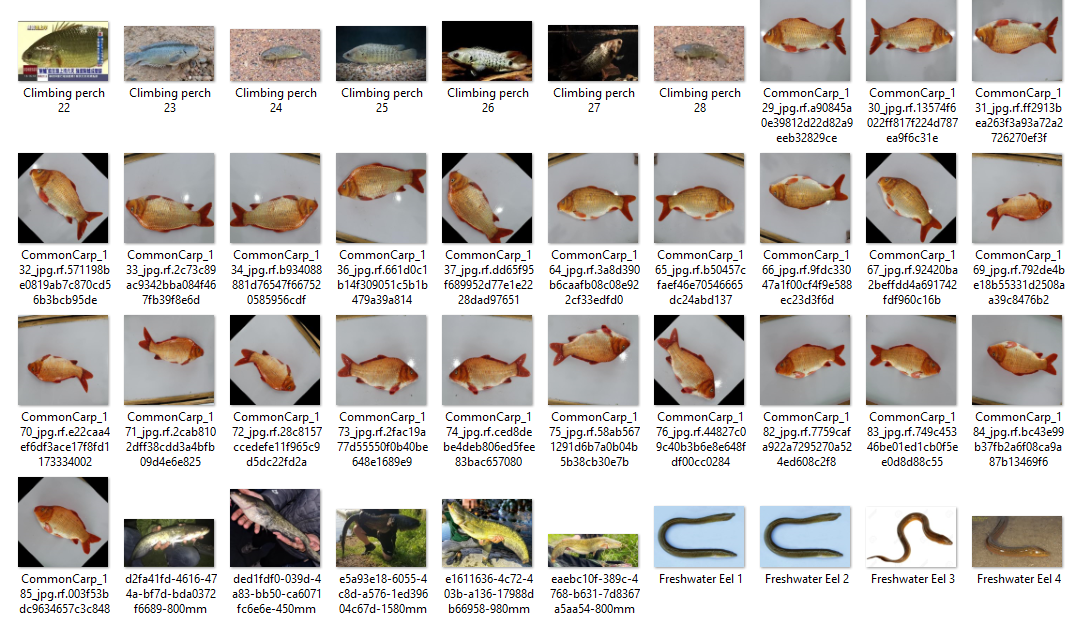 Climbing perch
22
Climbing perch
23
Climbing perch
24
Climbing perch
25
Climbing perch
26
Climbing perch
27
Climbing perch
28
CommonCarp_1
29_jpg.rf.a90845a
0e39812d22d82a9
eeb32829ce
CommonCarp_1
30_jpg.rf.13574f6
022ff817f224d787
ea9f6c31e
CommonCarp_1
31_jpg.rf.ff2913b
ea263f3a93a72a2
726270ef3f
CommonCarp_1
32_jpg.rf.571198b
e0819ab7c870cd5
6b3bcb95de
CommonCarp_1
33_jpg.rf.2c73c89
ac9342bba084f46
7fb39f8e6d
CommonCarp_1
34_jpg.rf.b934088
881d76547f66752
0585956cdf
CommonCarp_1
36_jpg.rf.661d0c1
b14f309051c5b1b
479a39a814
CommonCarp_1
37_jpg.rf.dd65f95
f689952d77e1e22
28dad97651
CommonCarp_1
64_jpg.rf.3a8d390
b6caafb08c08e92
2cf33edfd0
CommonCarp_1
65_jpg.rf.b50457c
faef46e70546665
dc24abd137
CommonCarp_1
66_jpg.rf.9fdc330
47a1f00cf4f9e588
ec23d3f6d
CommonCarp_1
67_jpg.rf.92420ba
2beffdd4a691742
fdf960c16b
CommonCarp_1
69_jpg.rf.792de4b
e18b55331d2508a
a39c8476b2
CommonCarp_1
70_jpg.rf.e22caa4
ef6df3ace17f8fd1
173334002
CommonCarp_1
71_jpg.rf.2cab810
2dff38cdd3a4bfb
09d4e6e825
CommonCarp_1
72_jpg.rf.28c8157
ccedefe11f965c9
d5dc22fd2a
CommonCarp_1
73_jpg.rf.2fac19a
77d55550f0b40be
648e1689e9
CommonCarp_1
74_jpg.rf.ced8de
be4deb806ed5fee
83bac657080
CommonCarp_1
75_jpg.rf.58ab567
1291d6b7a0b04b
5b38cb30e7b
CommonCarp_1
76_jpg.rf.44827c0
9c40b3b6e8e648f
df00cc0284
CommonCarp_1
82_jpg.rf.7759caf
a922a7295270a52
4ed608c2f8
CommonCarp_1
83_jpg.rf.749c453
46be01ed1cb0f5e
e0d8d88c55
CommonCarp_1
84_jpg.rf.bc43e99
b37fb2a6f08ca9a
87b13469f6
CommonCarp_1
85_jpg.rf.003f53b
dc9634657c3c848
d2fa41fd-4616-47
4a-bf7d-bda0372
f6689-800mm
ded1fdf0-039d-4
a83-bb50-ca6071
fc6e6e-450mm
e5a93e18-6055-4
c8d-a576-1ed396
04c67d-1580mm
e1611636-4c72-4
03b-a136-17988d
b66958-980mm
eaebc10f-389c-4
768-b631-7d8367
a5aa54-800mm
Freshwater Eel 1
Freshwater Eel 2
Freshwater Eel 3
Freshwater Eel 4